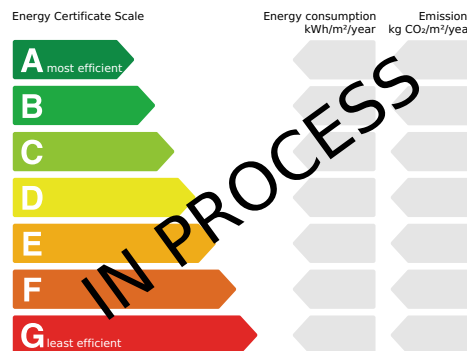 Energy Certificate Scale
Energy consumption
kWh/m²/year
Emission
kg CO₂/m²/year
A most efficient
B
C
D
E
F
G least efficient
IN PROCESS